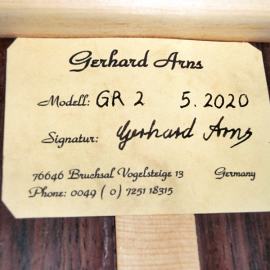 Gerhard Arns
Modell: GR 2 5. 2020
Signatur: Gerhard Arns
76646 Bruchsal Vogelsteige 13 Germany
Phone: 0049 ( 0 ) 7251 18315